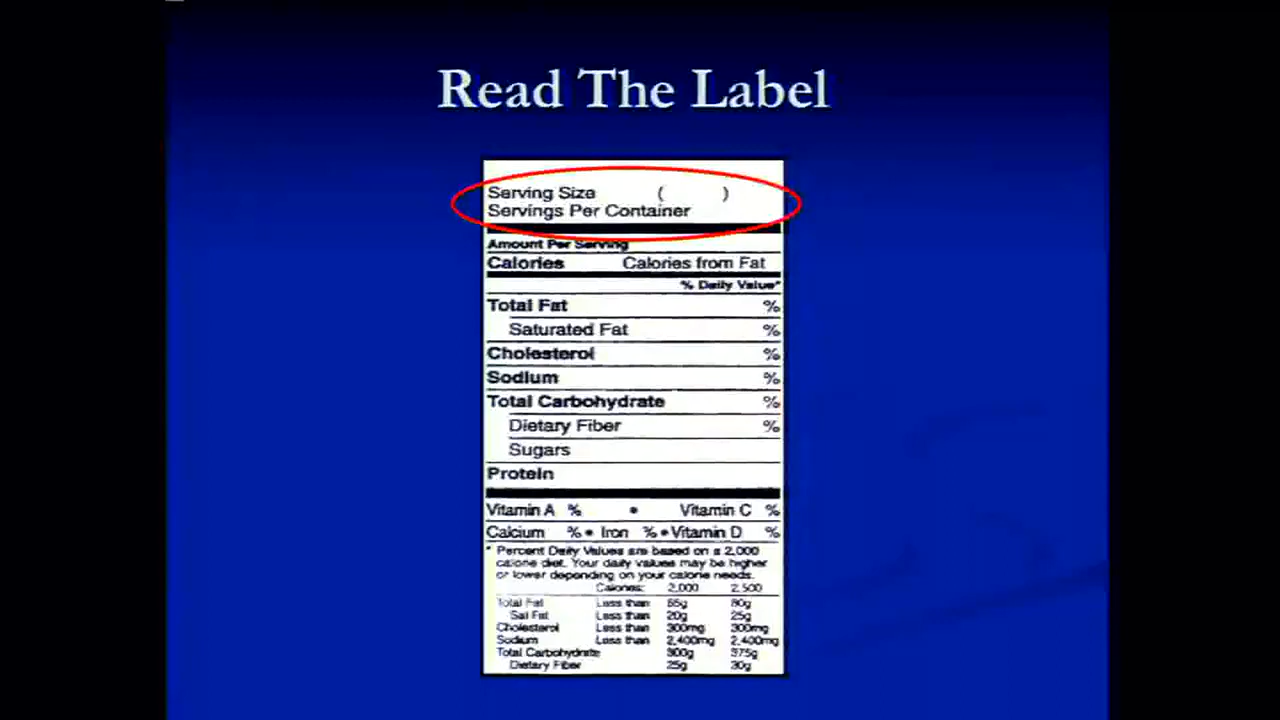 Read The Label
Serving Size ( )
Servings Per Container
Amount Per Serving
Calories Calories from Fat
% Daily Value*
Total Fat %
Saturated Fat %
Cholesterol %
Sodium %
Total Carbohydrate %
Dietary Fiber %
Sugars
Protein
Vitamin A % • Vitamin C %
Calcium % • Iron % • Vitamin D %
* Percent Daily Values are based on a 2,000
calorie diet. Your daily values may be higher
or lower depending on your calorie needs.
Calories: 2,000 2,500
Total Fat Less than 65g 80g
Sat Fat Less than 20g 25g
Cholesterol Less than 300mg 300mg
Sodium Less than 2,400mg 2,400mg
Total Carbohydrate 300g 375g
Dietary Fiber 25g 30g